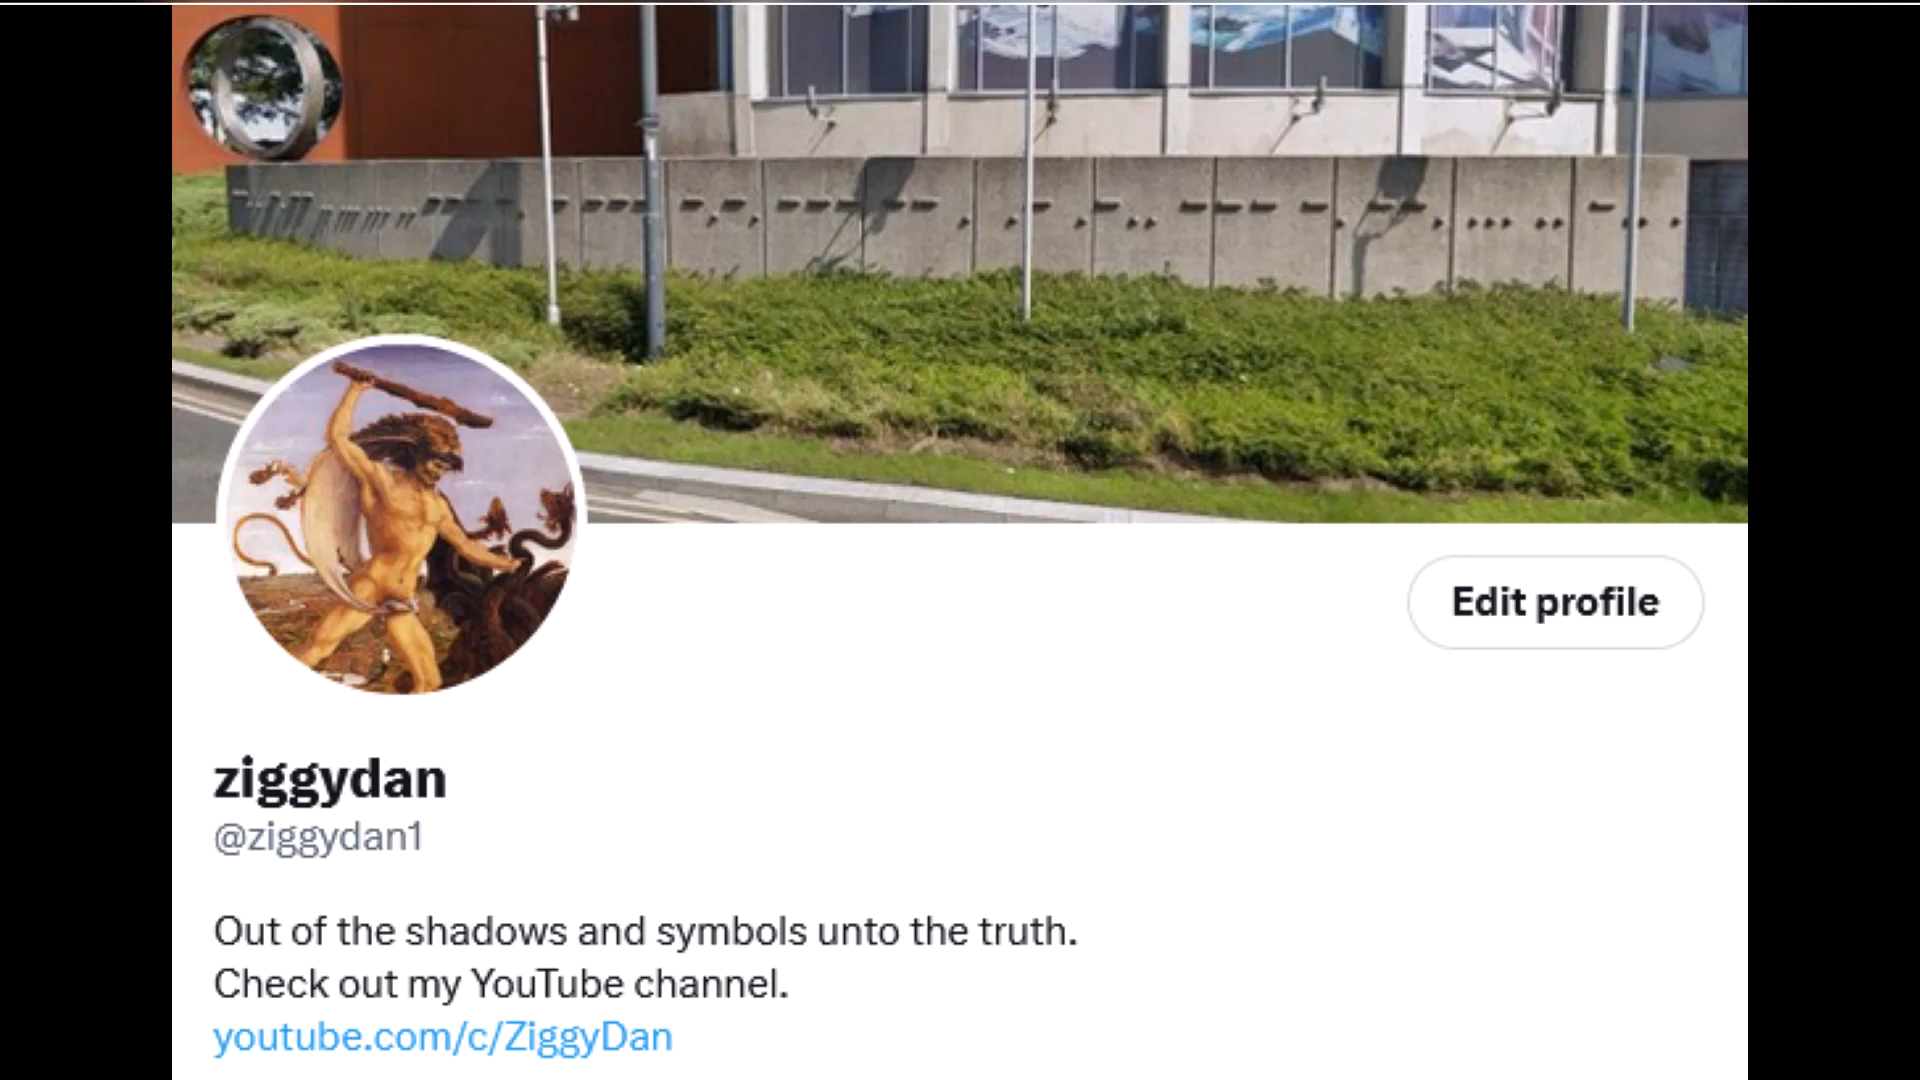 Edit profile
ziggydan
@ziggydan1
Out of the shadows and symbols unto the truth.
Check out my YouTube channel.
youtube.com/c/ZiggyDan